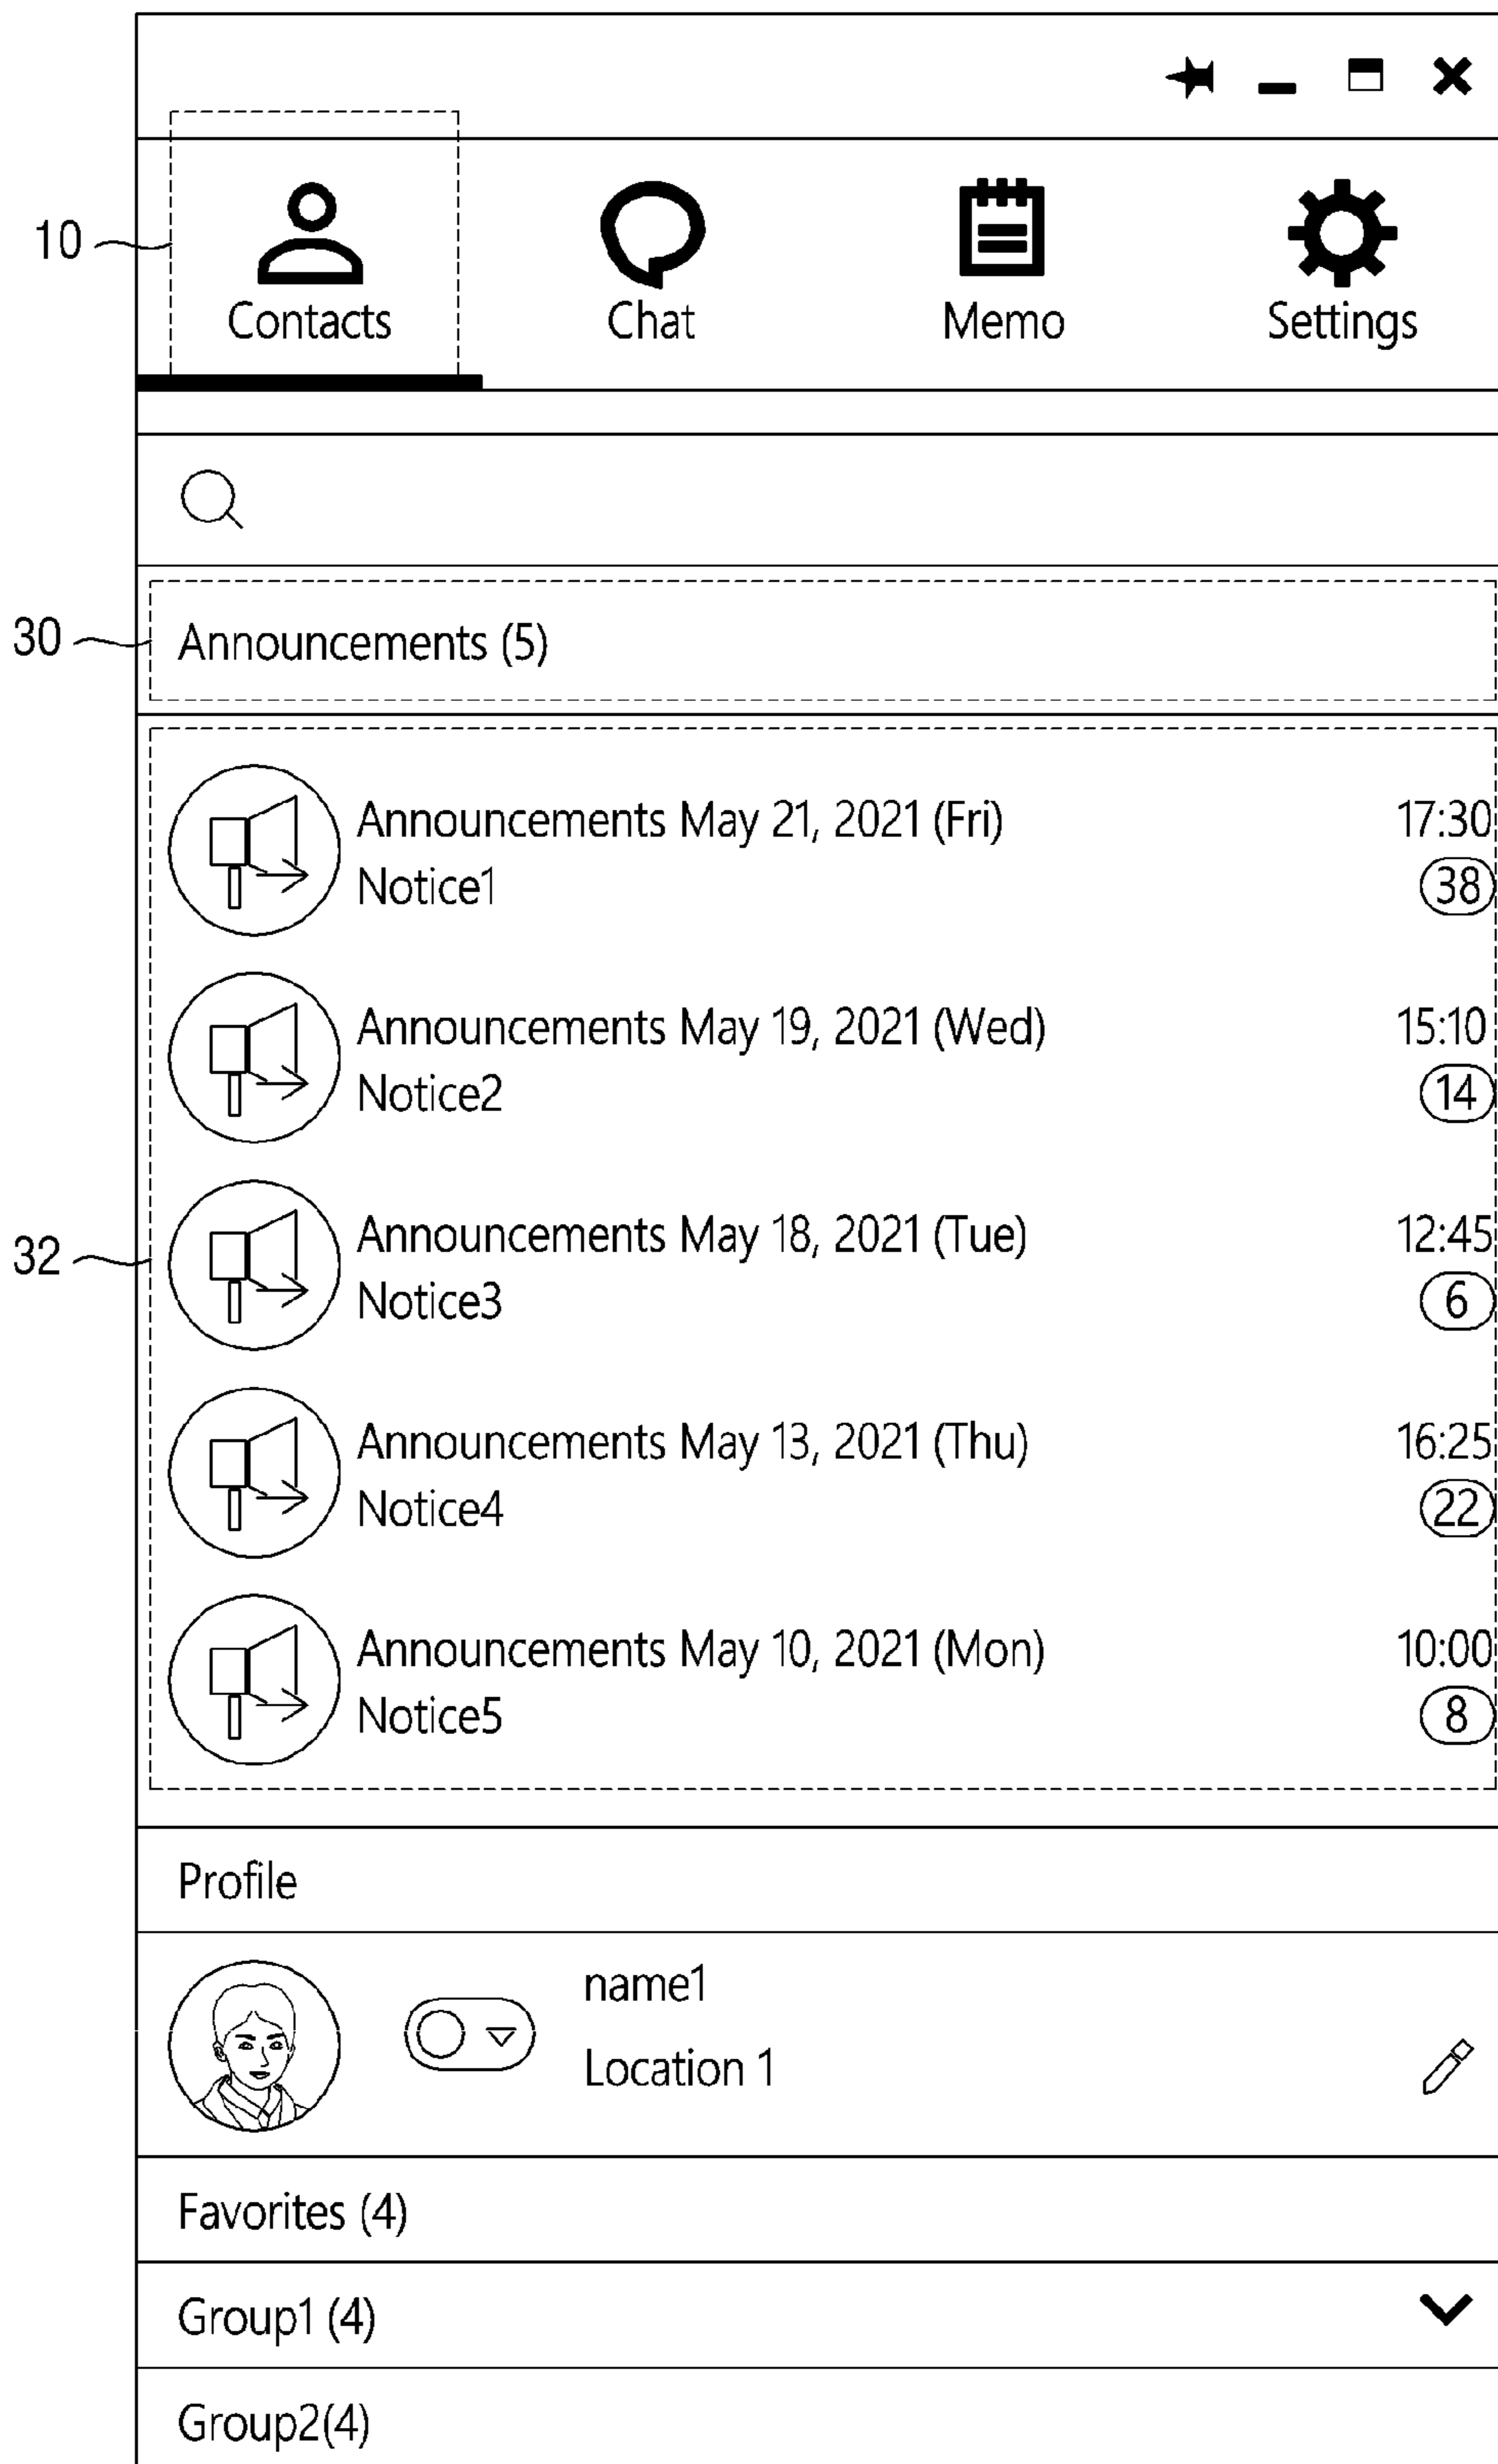 10
Contacts
Chat
Memo
Settings
30
Announcements (5)
Announcements May 21, 2021 (Fri)
17:30
Notice1
38
Announcements May 19, 2021 (Wed)
15:10
Notice2
14
32
Announcements May 18, 2021 (Tue)
12:45
Notice3
6
Announcements May 13, 2021 (Thu)
16:25
Notice4
22
Announcements May 10, 2021 (Mon)
10:00
Notice5
8
Profile
name1
Location 1
Favorites (4)
Group1 (4)
Group2(4)